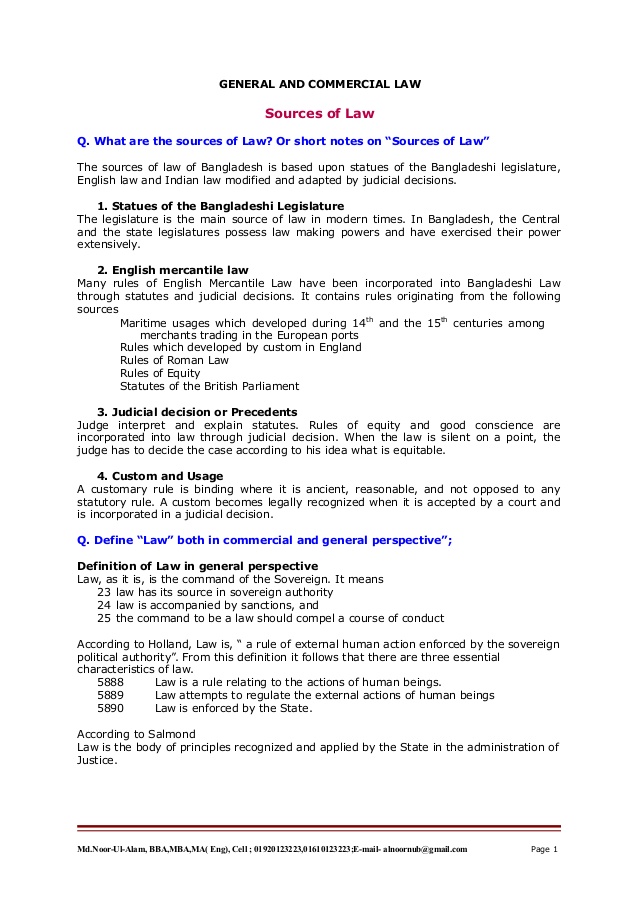 GENERAL AND COMMERCIAL LAW
Sources of Law
Q. What are the sources of Law? Or short notes on “Sources of Law”
The sources of law of Bangladesh is based upon statues of the Bangladeshi legislature,
English law and Indian law modified and adapted by judicial decisions.
1. Statues of the Bangladeshi Legislature
The legislature is the main source of law in modern times. In Bangladesh, the Central
and the state legislatures possess law making powers and have exercised their power
extensively.
2. English mercantile law
Many rules of English Mercantile Law have been incorporated into Bangladeshi Law
through statutes and judicial decisions. It contains rules originating from the following
sources
Maritime usages which developed during 14th and the 15th centuries among
merchants trading in the European ports
Rules which developed by custom in England
Rules of Roman Law
Rules of Equity
Statutes of the British Parliament
3. Judicial decision or Precedents
Judge interpret and explain statutes. Rules of equity and good conscience are
incorporated into law through judicial decision. When the law is silent on a point, the
judge has to decide the case according to his idea what is equitable.
4. Custom and Usage
A customary rule is binding where it is ancient, reasonable, and not opposed to any
statutory rule. A custom becomes legally recognized when it is accepted by a court and
is incorporated in a judicial decision.
Q. Define “Law” both in commercial and general perspective”;
Definition of Law in general perspective
Law, as it is, is the command of the Sovereign. It means
23 law has its source in sovereign authority
24 law is accompanied by sanctions, and
25 the command to be a law should compel a course of conduct
According to Holland, Law is, “ a rule of external human action enforced by the sovereign
political authority”. From this definition it follows that there are three essential
characteristics of law.
5888 Law is a rule relating to the actions of human beings.
5889 Law attempts to regulate the external actions of human beings
5890 Law is enforced by the State.
According to Salmond
Law is the body of principles recognized and applied by the State in the administration of
Justice.
Md.Noor-Ul-Alam, BBA,MBA,MA( Eng), Cell ; 01920123223,01610123223;E-mail- alnoornub@gmail.com Page 1